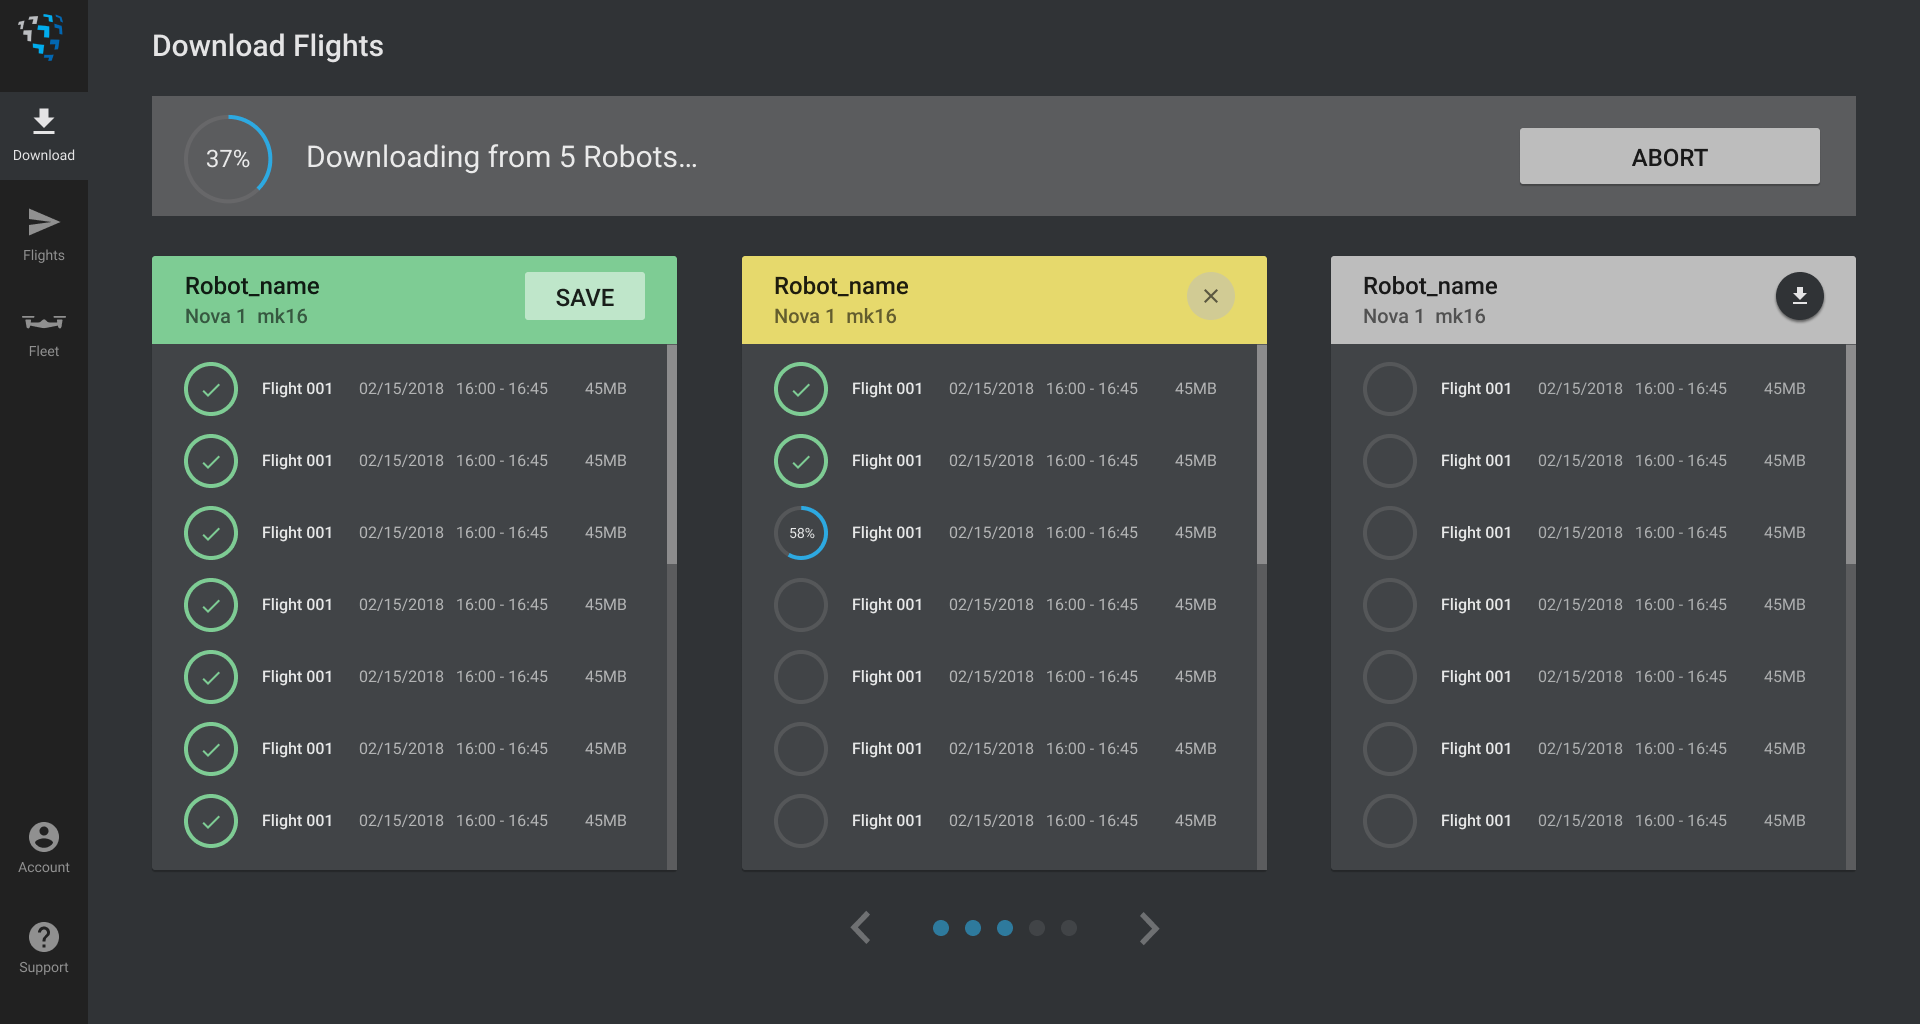 Download Flights
37%
Downloading from 5 Robots...
ABORT
Download
Flights
Fleet
Account
Support
Robot_name
Nova 1 mk16
SAVE
Flight 001 02/15/2018 16:00 - 16:45 45MB
Flight 001 02/15/2018 16:00 - 16:45 45MB
Flight 001 02/15/2018 16:00 - 16:45 45MB
Flight 001 02/15/2018 16:00 - 16:45 45MB
Flight 001 02/15/2018 16:00 - 16:45 45MB
Flight 001 02/15/2018 16:00 - 16:45 45MB
Flight 001 02/15/2018 16:00 - 16:45 45MB
Robot_name
Nova 1 mk16
Flight 001 02/15/2018 16:00 - 16:45 45MB
Flight 001 02/15/2018 16:00 - 16:45 45MB
58% Flight 001 02/15/2018 16:00 - 16:45 45MB
Flight 001 02/15/2018 16:00 - 16:45 45MB
Flight 001 02/15/2018 16:00 - 16:45 45MB
Flight 001 02/15/2018 16:00 - 16:45 45MB
Flight 001 02/15/2018 16:00 - 16:45 45MB
Robot_name
Nova 1 mk16
Flight 001 02/15/2018 16:00 - 16:45 45MB
Flight 001 02/15/2018 16:00 - 16:45 45MB
Flight 001 02/15/2018 16:00 - 16:45 45MB
Flight 001 02/15/2018 16:00 - 16:45 45MB
Flight 001 02/15/2018 16:00 - 16:45 45MB
Flight 001 02/15/2018 16:00 - 16:45 45MB
Flight 001 02/15/2018 16:00 - 16:45 45MB